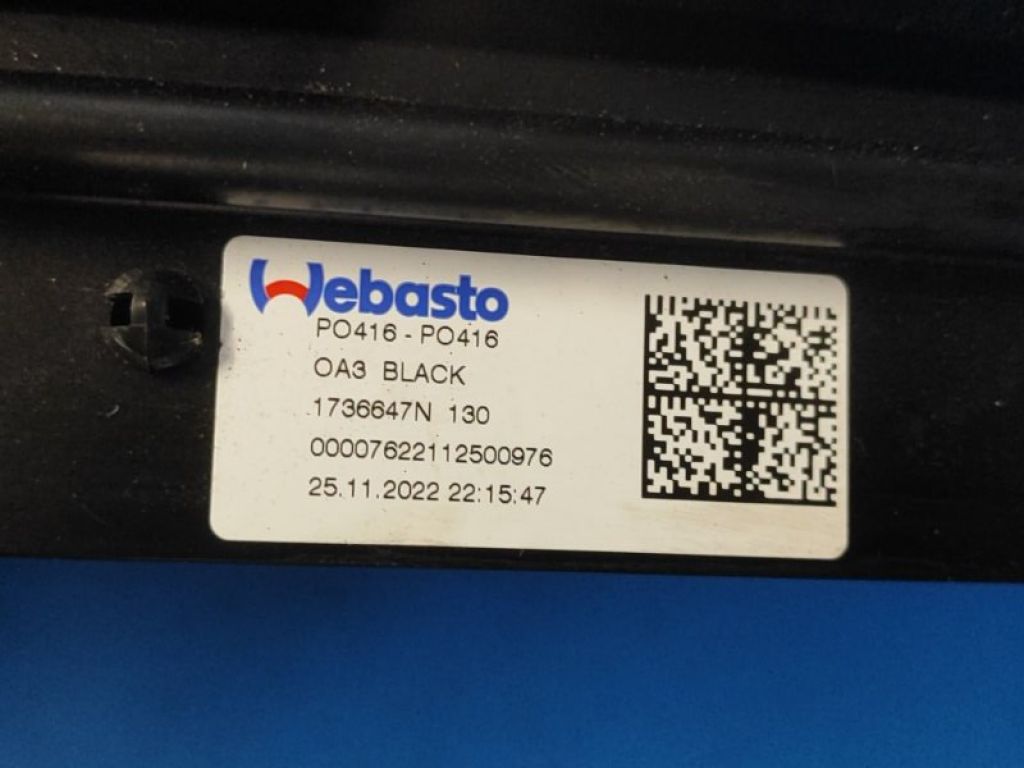 Webasto
PO416 - PO416
OA3 BLACK
1736647N 130
00007622112500976
25.11.2022 22:15:47